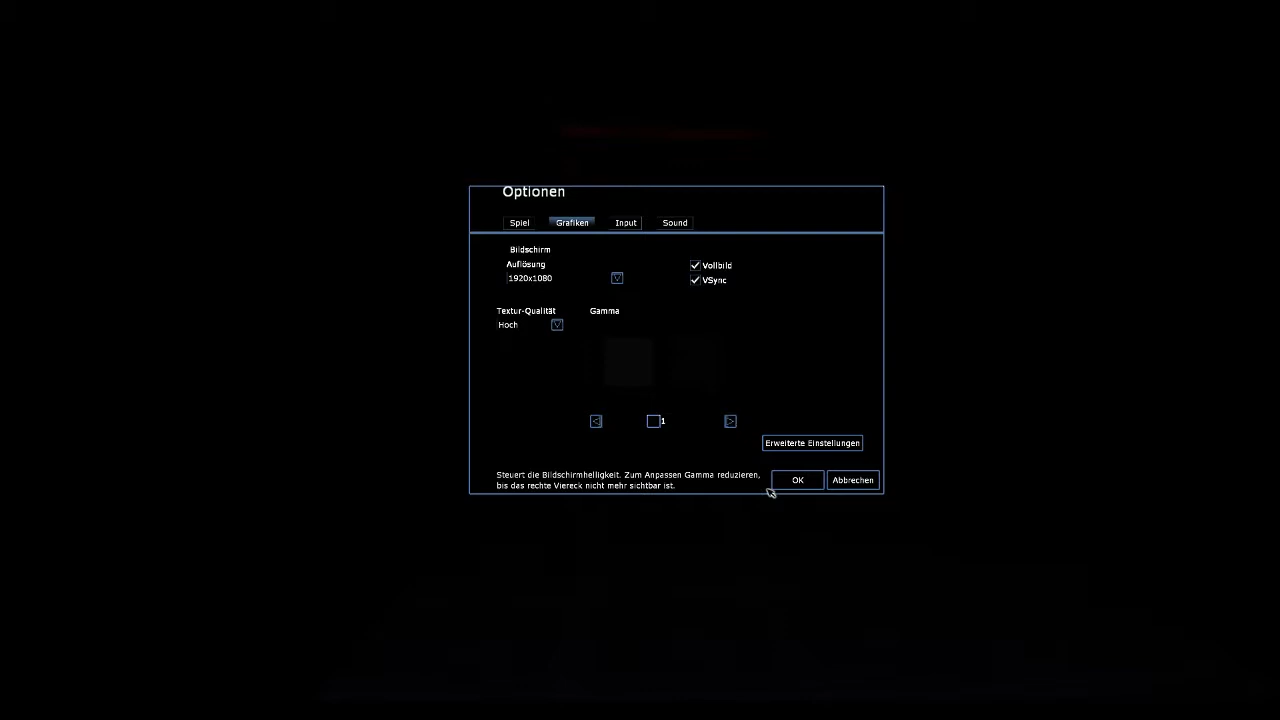 Optionen
Spiel Grafiken Input Sound
Bildschirm
Auflösung
1920x1080
Vollbild
VSync
Textur-Qualität Gamma
Hoch
1
Erweiterte Einstellungen
Steuert die Bildschirmhelligkeit. Zum Anpassen Gamma reduzieren,
bis das rechte Viereck nicht mehr sichtbar ist.
OK Abbrechen